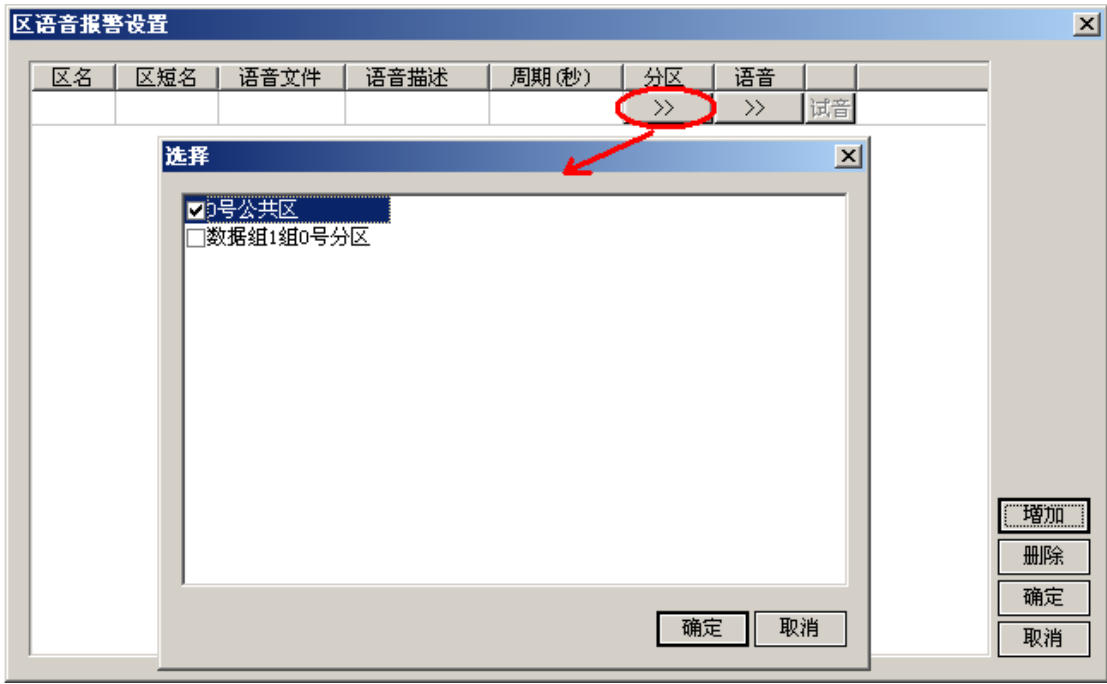 区语音报警设置
区名 区短名 语音文件 语音描述 周期(秒) 分区 语音
>> >> 试音
选择
0号公共区
数据组1组0号分区
确定 取消
增加
删除
确定
取消